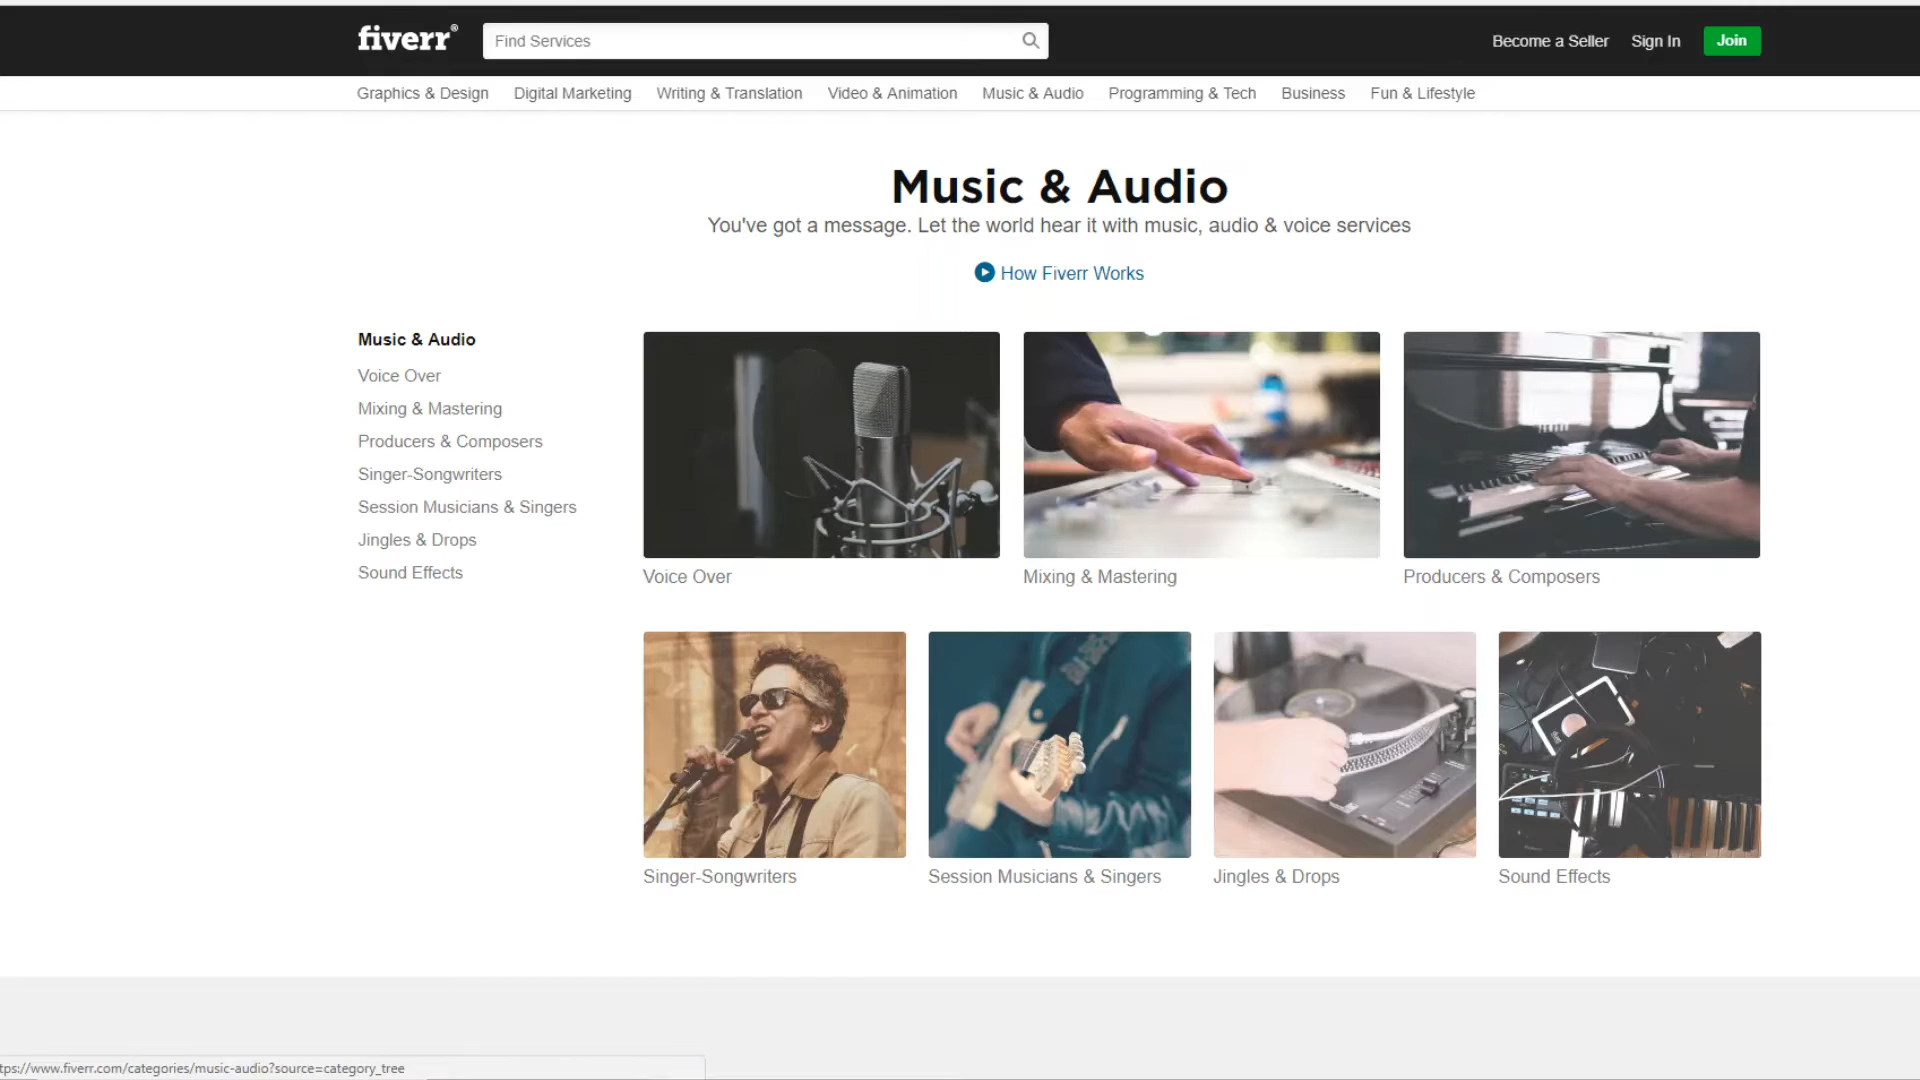 fiverr®
Find Services
Become a Seller
Sign In
Join
Graphics & Design
Digital Marketing
Writing & Translation
Video & Animation
Music & Audio
Programming & Tech
Business
Fun & Lifestyle
Music & Audio
You've got a message. Let the world hear it with music, audio & voice services
How Fiverr Works
Music & Audio
Voice Over
Mixing & Mastering
Producers & Composers
Singer-Songwriters
Session Musicians & Singers
Jingles & Drops
Sound Effects
Voice Over
Mixing & Mastering
Producers & Composers
Singer-Songwriters
Session Musicians & Singers
Jingles & Drops
Sound Effects
tps://www.fiverr.com/categories/music-audio?source=category_tree